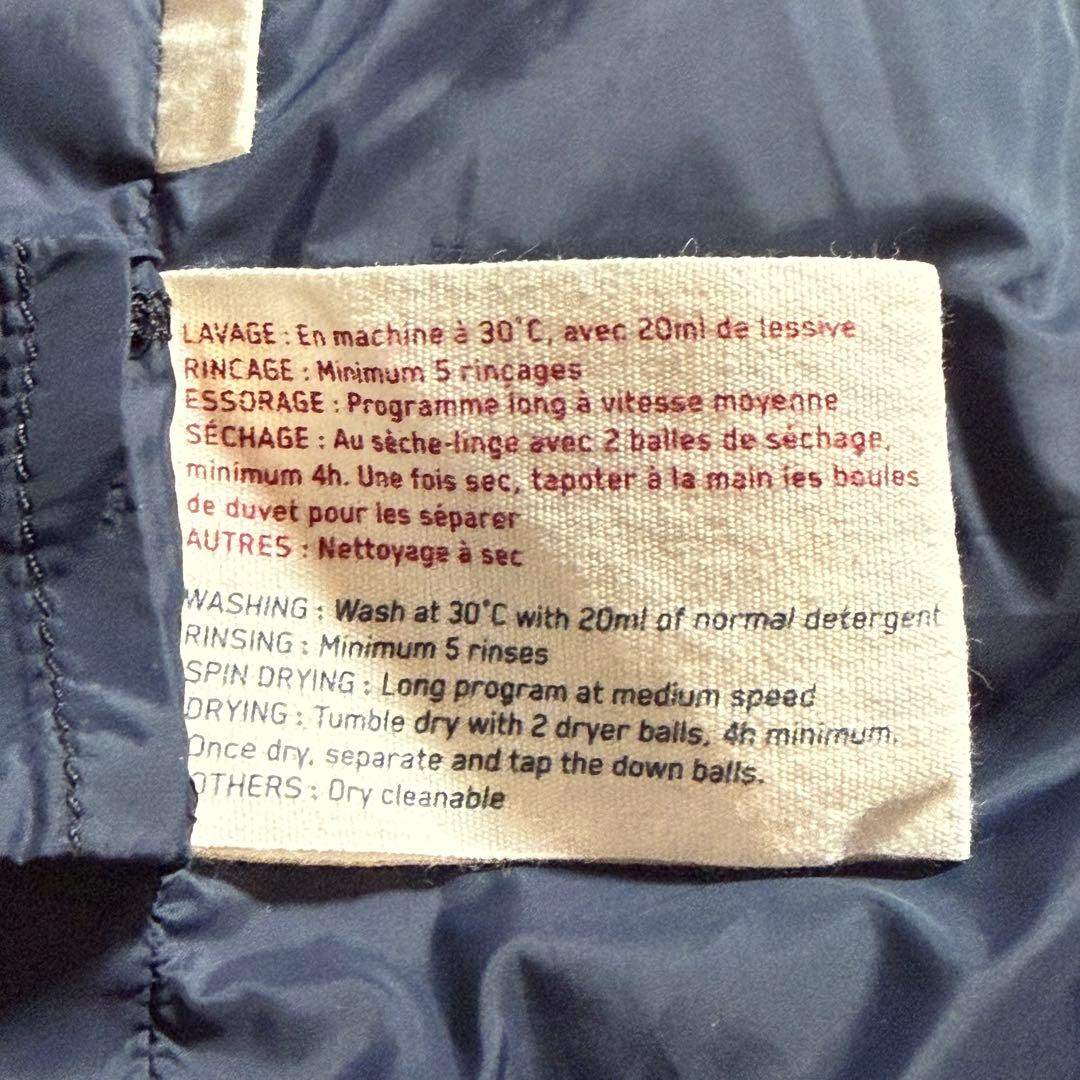 LAVAGE : En machine à 30°C, avec 20ml de lessive
RINCAGE : Minimum 5 rinçages
ESSORAGE : Programme long à vitesse moyenne
SÉCHAGE : Au sèche-linge avec 2 balles de séchage,
minimum 4h. Une fois sec, tapoter à la main les boules
de duvet pour les séparer
AUTRES : Nettoyage à sec
WASHING : Wash at 30°C with 20ml of normal detergent
RINSING : Minimum 5 rinses
SPIN DRYING : Long program at medium speed
DRYING : Tumble dry with 2 dryer balls, 4h minimum.
Once dry, separate and tap the down balls.
OTHERS : Dry cleanable